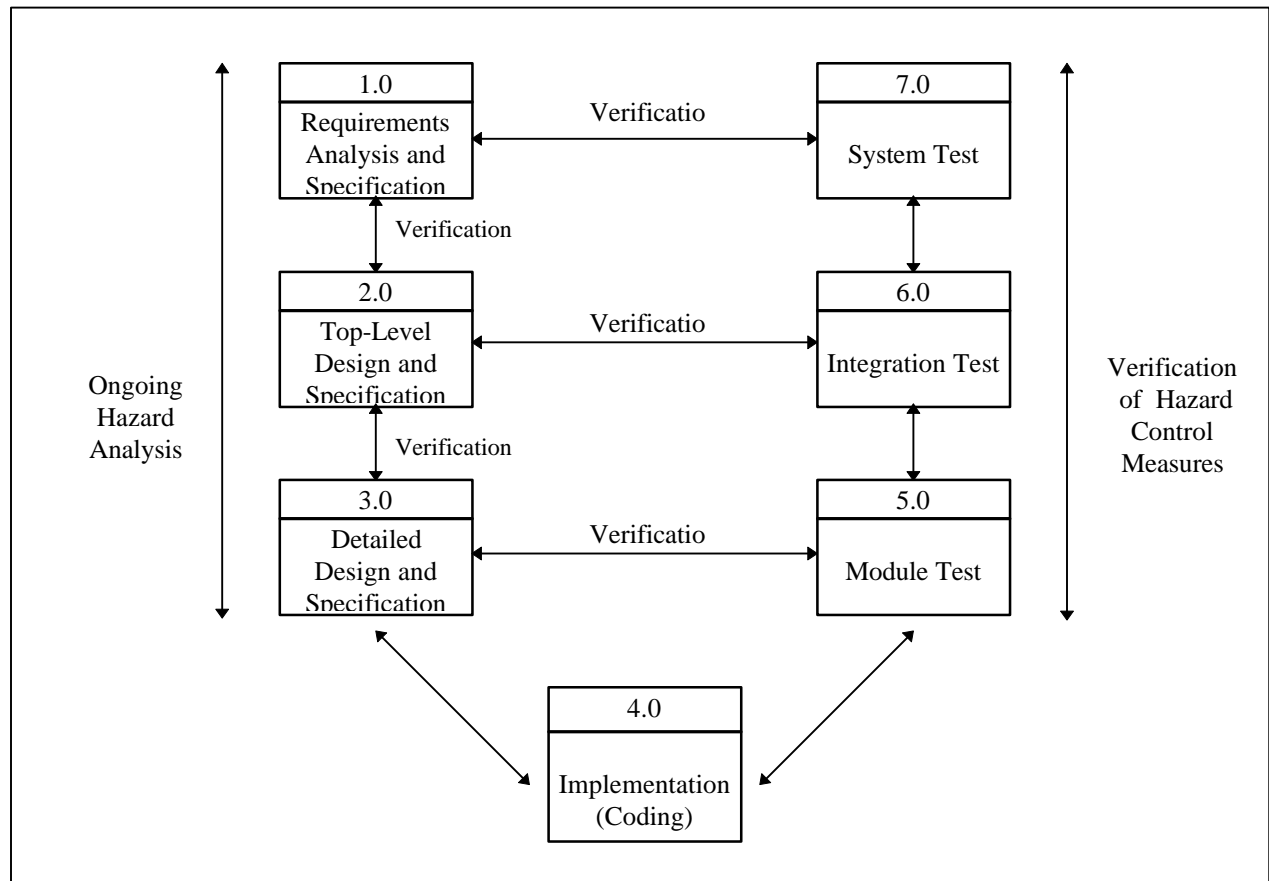 1.0
Requirements
Analysis and
Specification
Verificatio
7.0
System Test
Verification
2.0
Top-Level
Design and
Specification
Verificatio
6.0
Integration Test
Ongoing
Hazard
Analysis
Verification
of Hazard
Control
Measures
Verification
3.0
Detailed
Design and
Specification
Verificatio
5.0
Module Test
4.0
Implementation
(Coding)